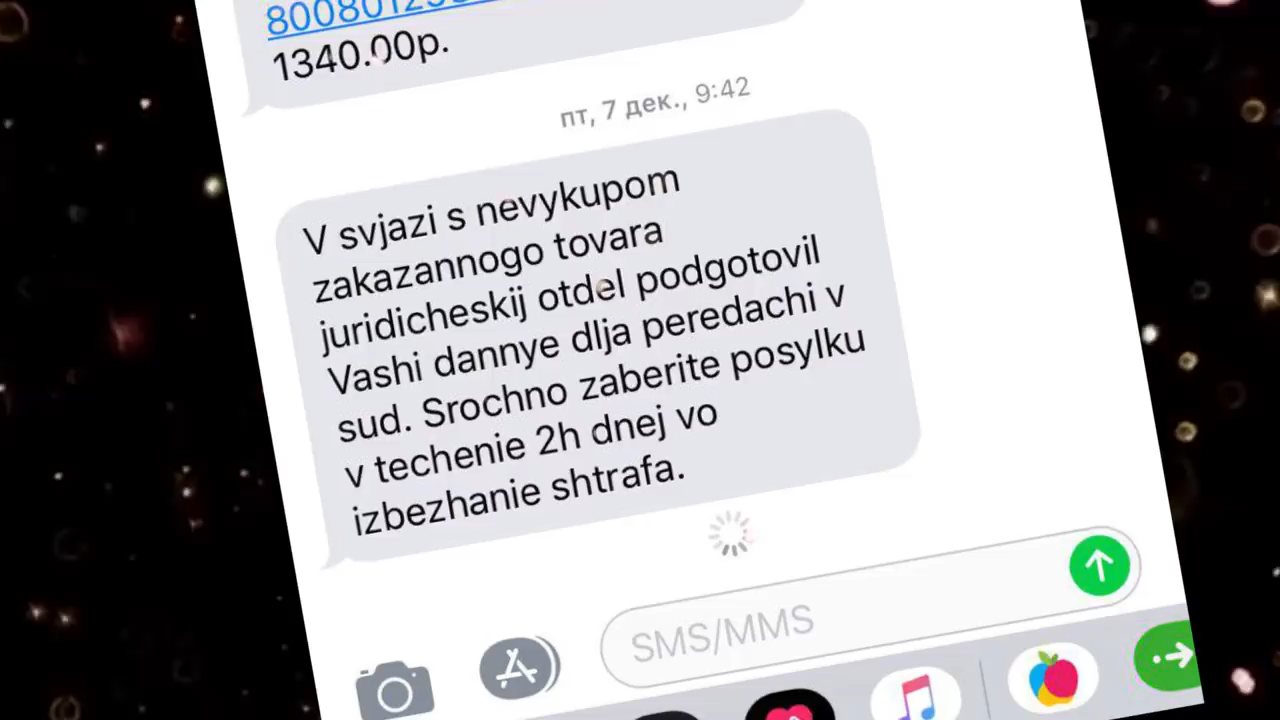 1340.00р.
пт, 7 дек., 9:42
V svjazi s nevykupom
zakazannogo tovara
juridicheskij otdel podgotovil
Vashi dannye dlja peredachi v
sud. Srochno zaberite posylku
v techenie 2h dnej vo
izbezhanie shtrafa.
SMS/MMS